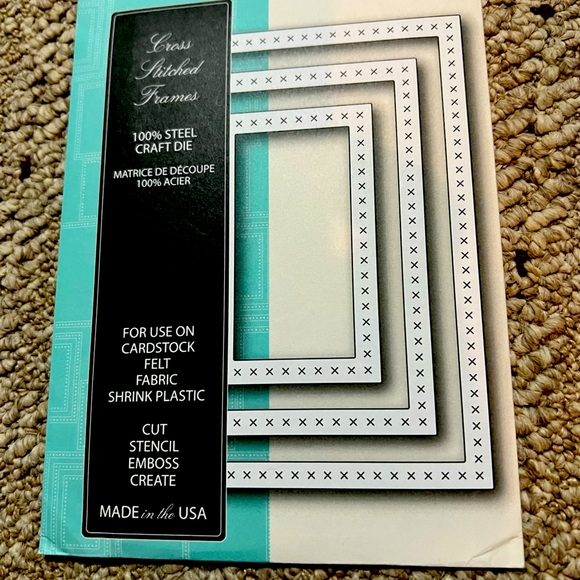 Cross
Stitched
Frames
100% STEEL
CRAFT DIE
MATRICE DE DÉCOUPE
100% ACIER
FOR USE ON
CARDSTOCK
FELT
FABRIC
SHRINK PLASTIC
CUT
STENCIL
EMBOSS
CREATE
MADE in the USA